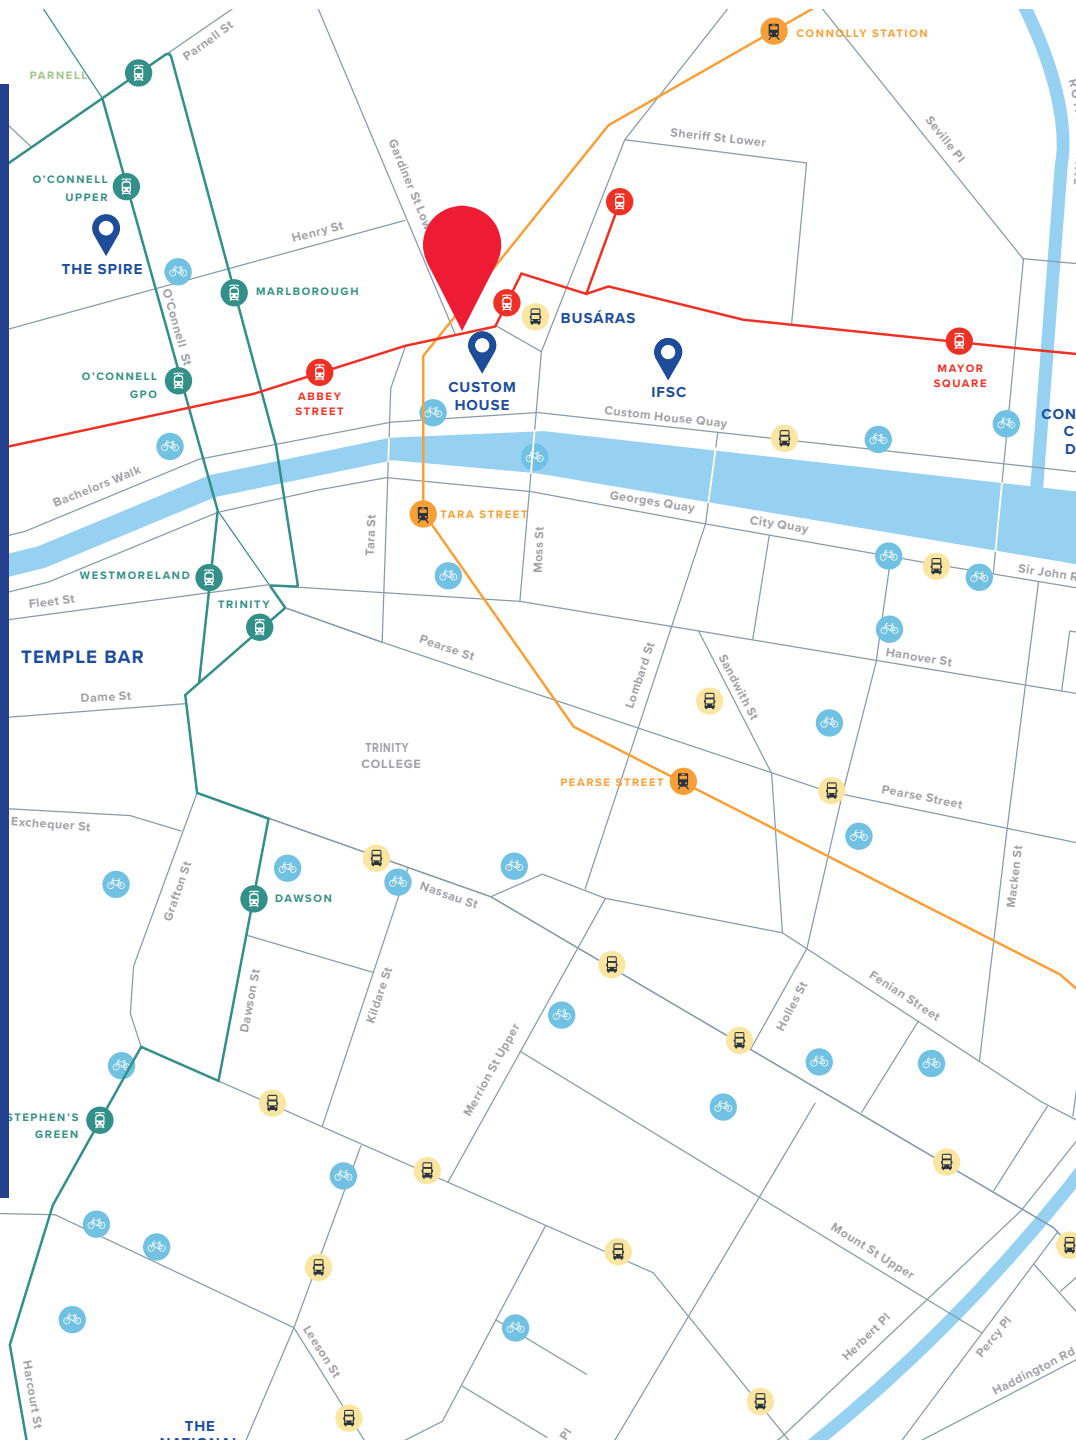 CONNOLLY STATION
Parnell St
PARNELL
Seville Pl
Sheriff St Lower
Gardiner St Low
O'CONNELL
UPPER
THE SPIRE
Henry St
MARLBOROUGH
O'Connell St
BUSÁRAS
O'CONNELL
GPO
ABBEY
STREET
CUSTOM
HOUSE
IFSC
MAYOR
SQUARE
Custom House Quay
CON
C
D
Bachelors Walk
Georges Quay
City Quay
TARA STREET
Tara St
Moss St
Sir John R
WESTMORELAND
Fleet St
TRINITY
TEMPLE BAR
Pearse St
Lombard St
Sandwith St
Hanover St
Dame St
TRINITY
COLLEGE
PEARSE STREET
Pearse Street
Exchequer St
Grafton St
DAWSON
Nassau St
Macken St
Dawson St
Kildare St
Merrion St Upper
Holles St
Fenian Street
STEPHEN'S
GREEN
Mount St Upper
Herbert Pl
Percy Pl
Haddington Rd
Leeson St
Harcourt St
THE
NATIONAL
Pl